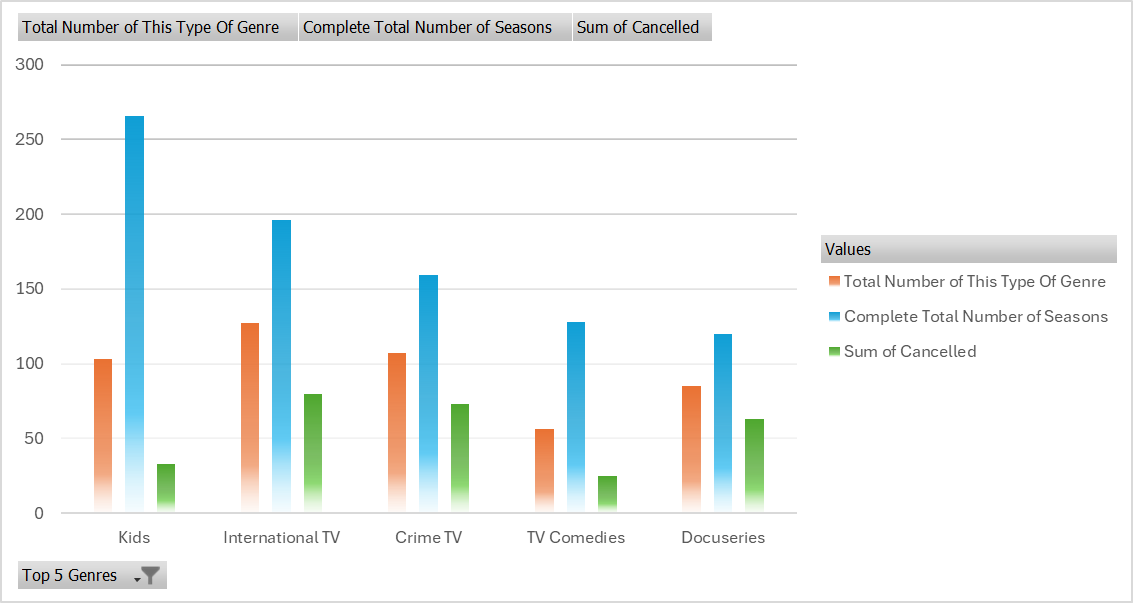 Total Number of This Type Of Genre Complete Total Number of Seasons Sum of Cancelled
300
250
200
150
100
50
0
Kids International TV Crime TV TV Comedies Docuseries
Values
Total Number of This Type Of Genre
Complete Total Number of Seasons
Sum of Cancelled
Top 5 Genres